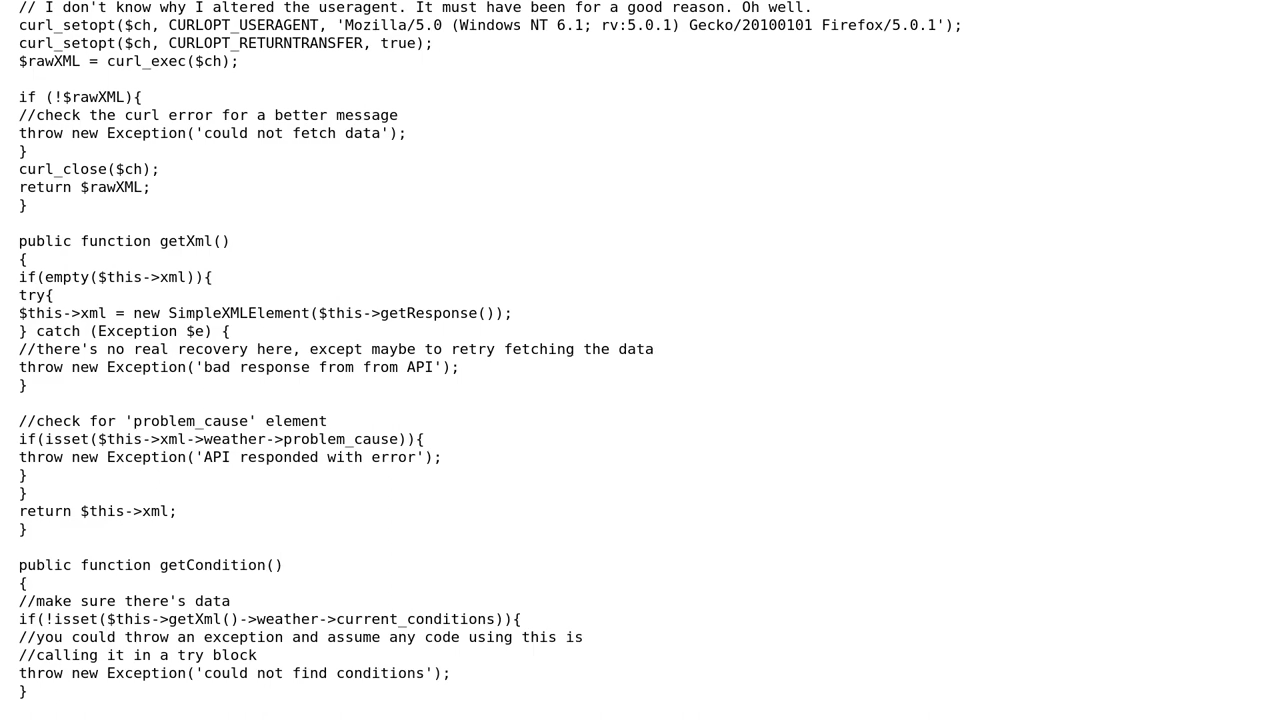 // I don't know why I altered the useragent. It must have been for a good reason. Oh well.
curl_setopt($ch, CURLOPT_USERAGENT, 'Mozilla/5.0 (Windows NT 6.1; rv:5.0.1) Gecko/20100101 Firefox/5.0.1');
curl_setopt($ch, CURLOPT_RETURNTRANSFER, true);
$rawXML = curl_exec($ch);

if (!$rawXML){
//check the curl error for a better message
throw new Exception('could not fetch data');
}
curl_close($ch);
return $rawXML;
}

public function getXml()
{
if(empty($this->xml)){
try{
$this->xml = new SimpleXMLElement($this->getResponse());
} catch (Exception $e) {
//there's no real recovery here, except maybe to retry fetching the data
throw new Exception('bad response from from API');
}

//check for 'problem_cause' element
if(isset($this->xml->weather->problem_cause)){
throw new Exception('API responded with error');
}
}
return $this->xml;
}

public function getCondition()
{
//make sure there's data
if(!isset($this->getXml()->weather->current_conditions)){
//you could throw an exception and assume any code using this is
//calling it in a try block
throw new Exception('could not find conditions');
}